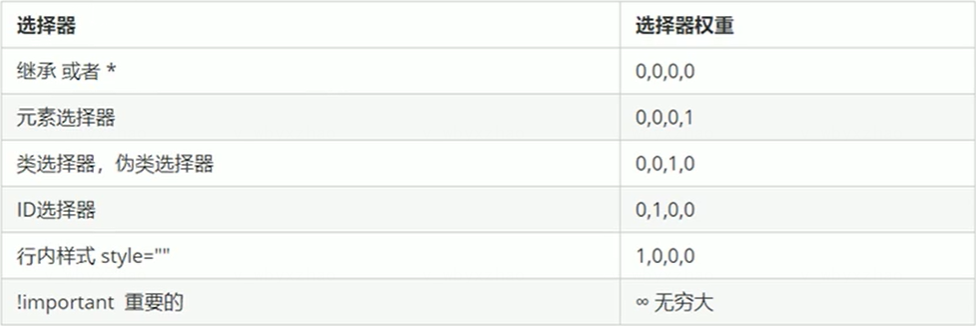 选择器 选择器权重
继承 或者 * 0,0,0,0
元素选择器 0,0,0,1
类选择器，伪类选择器 0,0,1,0
ID选择器 0,1,0,0
行内样式 style="" 1,0,0,0
!important 重要的 ∞ 无穷大